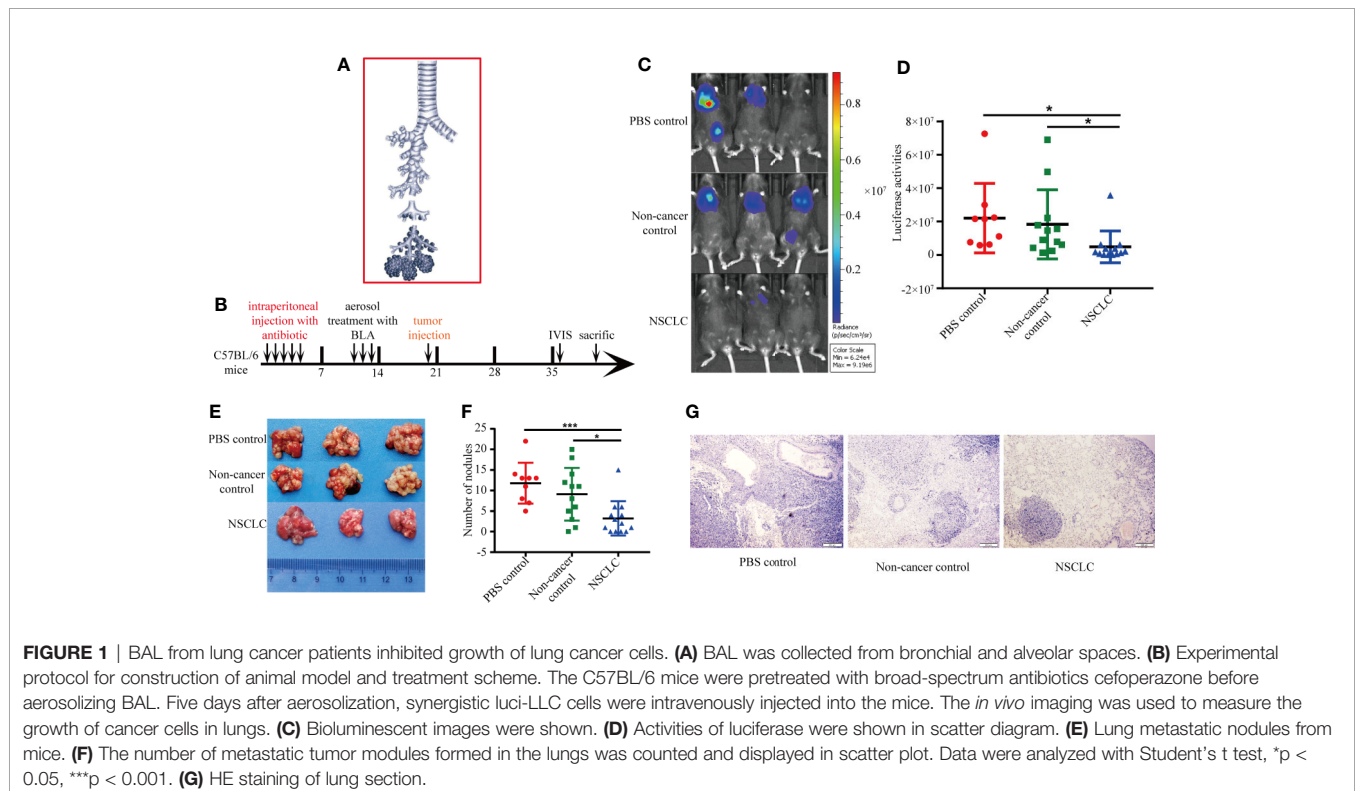 A
B
intraperitoneal
injection with
antibiotic
aerosol
treatment with
BLA
tumor
injection
IVIS
sacrific
C57BL/6
mice
7
14
21
28
35
C
PBS control
Non-cancer
control
NSCLC
0.8
0.6
×10⁷
0.4
0.2
Radiance
(p/sec/cm²/sr)
Color Scale
Min = 6.24e4
Max = 9.19e6
D
*
*
Luciferase activities
8×10⁷
6×10⁷
4×10⁷
2×10⁷
0
-2×10⁷
PBS control
Non-cancer
control
NSCLC
E
PBS control
Non-cancer
control
NSCLC
7 8 9 10 11 12 13
F
***
*
Number of nodules
25
20
15
10
5
0
-5
PBS control
Non-cancer
control
NSCLC
G
PBS control
Non-cancer control
NSCLC
FIGURE 1 | BAL from lung cancer patients inhibited growth of lung cancer cells. (A) BAL was collected from bronchial and alveolar spaces. (B) Experimental
protocol for construction of animal model and treatment scheme. The C57BL/6 mice were pretreated with broad-spectrum antibiotics cefoperazone before
aerosolizing BAL. Five days after aerosolization, synergistic luci-LLC cells were intravenously injected into the mice. The in vivo imaging was used to measure the
growth of cancer cells in lungs. (C) Bioluminescent images were shown. (D) Activities of luciferase were shown in scatter diagram. (E) Lung metastatic nodules from
mice. (F) The number of metastatic tumor modules formed in the lungs was counted and displayed in scatter plot. Data were analyzed with Student's t test, *p <
0.05, ***p < 0.001. (G) HE staining of lung section.